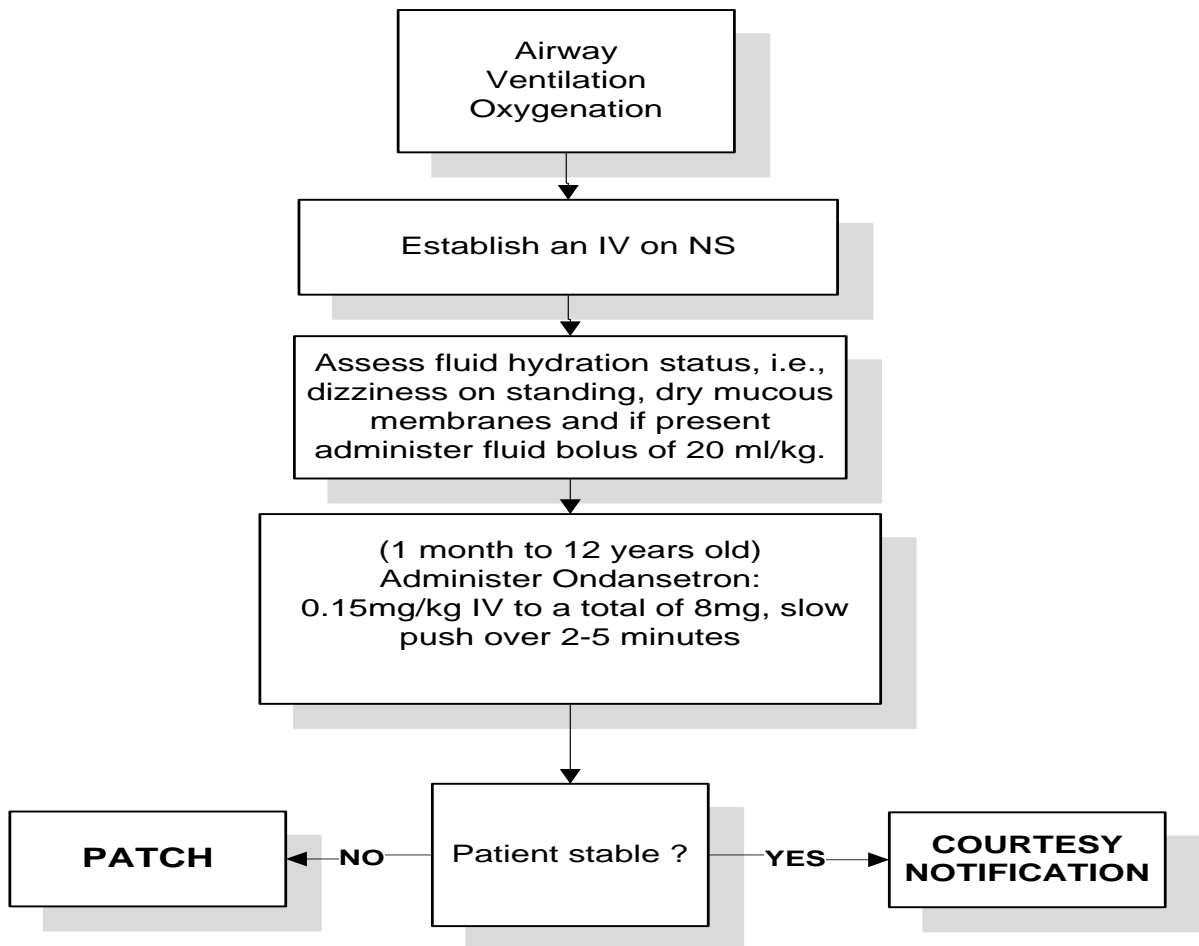 Airway
Ventilation
Oxygenation
Establish an IV on NS
Assess fluid hydration status, i.e.,
dizziness on standing, dry mucous
membranes and if present
administer fluid bolus of 20 ml/kg.
(1 month to 12 years old)
Administer Ondansetron:
0.15mg/kg IV to a total of 8mg, slow
push over 2-5 minutes
Patient stable ?
NO
PATCH
YES
COURTESY
NOTIFICATION